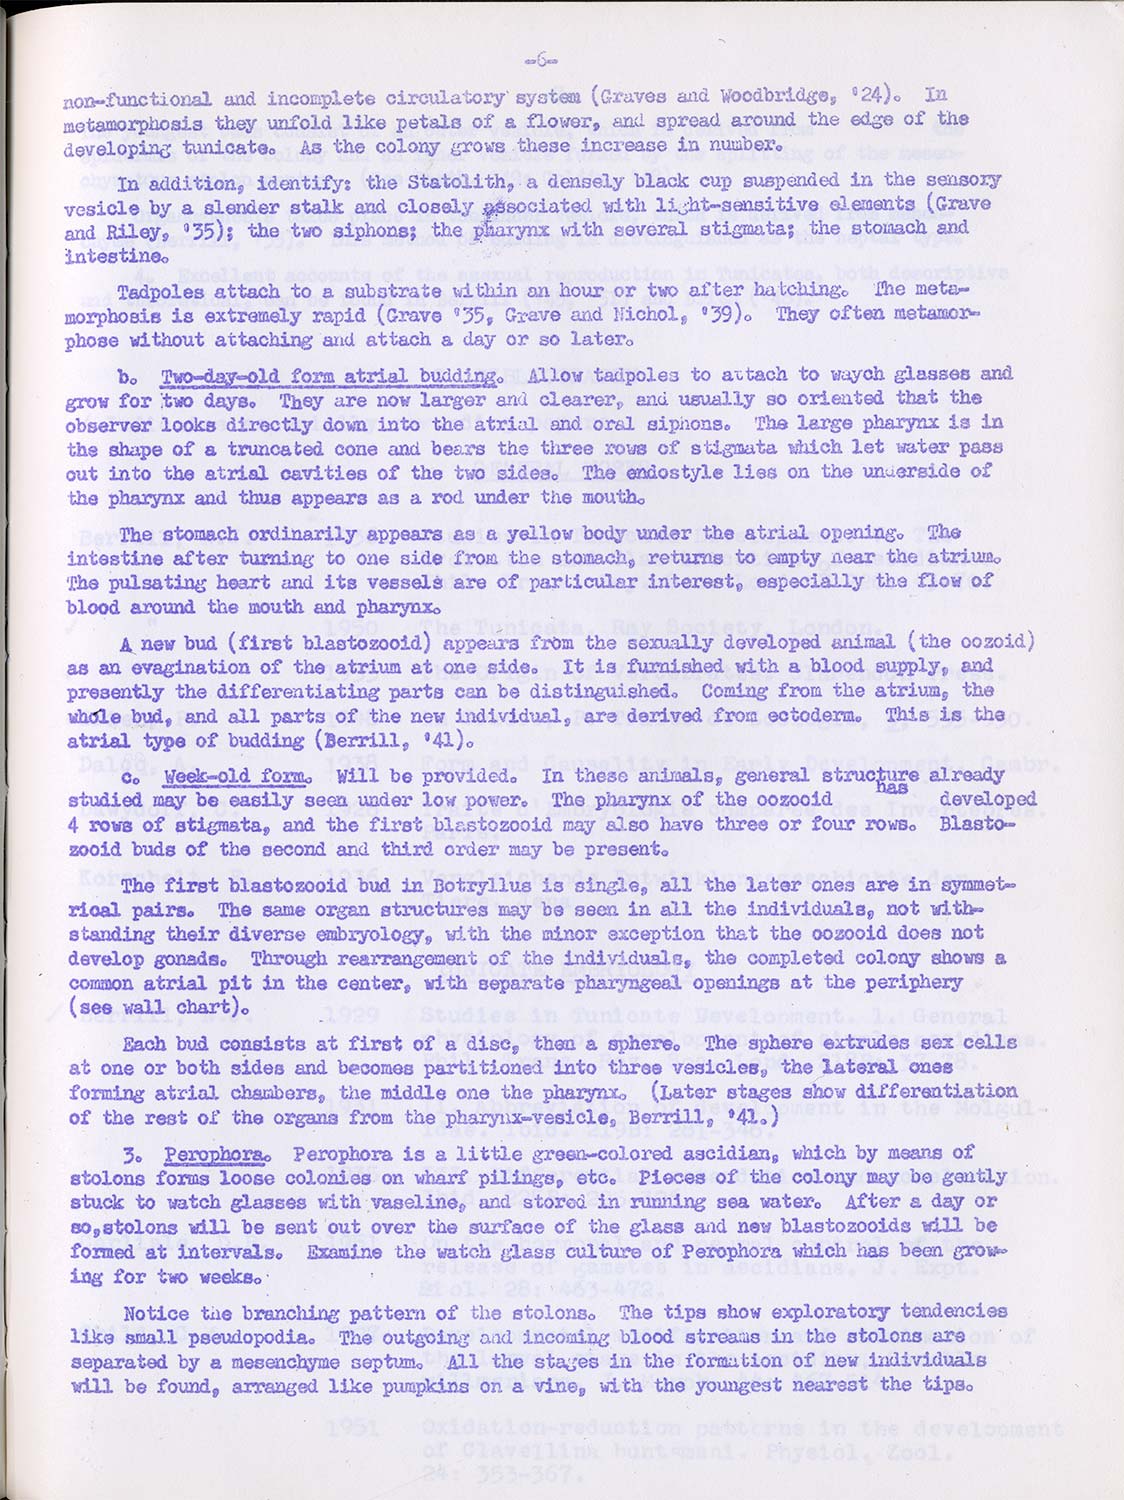 -6-
non-functional and incomplete circulatory system (Graves and Woodbridge, '24). In
metamorphosis they unfold like petals of a flower, and spread around the edge of the
developing tunicate. As the colony grows these increase in number.
In addition, identify: the Statolith, a densely black cup suspended in the sensory
vesicle by a slender stalk and closely associated with light-sensitive elements (Grave
and Riley, '35); the two siphons; the pharynx with several stigmata; the stomach and
intestine.
Tadpoles attach to a substrate within an hour or two after hatching. The meta-
morphosis is extremely rapid (Grave '35, Grave and Nichol, '39). They often metamor-
phose without attaching and attach a day or so later.
b. Two-day-old form atrial budding. Allow tadpoles to attach to waych glasses and
grow for two days. They are now larger and clearer, and usually so oriented that the
observer looks directly down into the atrial and oral siphons. The large pharynx is in
the shape of a truncated cone and bears the three rows of stigmata which let water pass
out into the atrial cavities of the two sides. The endostyle lies on the underside of
the pharynx and thus appears as a rod under the mouth.
The stomach ordinarily appears as a yellow body under the atrial opening. The
intestine after turning to one side from the stomach, returns to empty near the atrium.
The pulsating heart and its vessels are of particular interest, especially the flow of
blood around the mouth and pharynx.
A new bud (first blastozooid) appears from the sexually developed animal (the oozoid)
as an evagination of the atrium at one side. It is furnished with a blood supply, and
presently the differentiating parts can be distinguished. Coming from the atrium, the
whole bud, and all parts of the new individual, are derived from ectoderm. This is the
atrial type of budding (Berrill, '41).
c. Week-old form. Will be provided. In these animals, general structure already
studied may be easily seen under low power. The pharynx of the oozooid has developed
4 rows of stigmata, and the first blastozooid may also have three or four rows. Blasto-
zooid buds of the second and third order may be present.
The first blastozooid bud in Botryllus is single, all the later ones are in symmet-
rical pairs. The same organ structures may be seen in all the individuals, not with-
standing their diverse embryology, with the minor exception that the oozooid does not
develop gonads. Through rearrangement of the individuals, the completed colony shows a
common atrial pit in the center, with separate pharyngeal openings at the periphery
(see wall chart).
Each bud consists at first of a disc, then a sphere. The sphere extrudes sex cells
at one or both sides and becomes partitioned into three vesicles, the lateral ones
forming atrial chambers, the middle one the pharynx. (Later stages show differentiation
of the rest of the organs from the pharynx-vesicle, Berrill, '41.)
3. Perophora. Perophora is a little green-colored ascidian, which by means of
stolons forms loose colonies on wharf pilings, etc. Pieces of the colony may be gently
stuck to watch glasses with vaseline, and stored in running sea water. After a day or
so, stolons will be sent out over the surface of the glass and new blastozooids will be
formed at intervals. Examine the watch glass culture of Perophora which has been grow-
ing for two weeks.
Notice the branching pattern of the stolons. The tips show exploratory tendencies
like small pseudopodia. The outgoing and incoming blood streams in the stolons are
separated by a mesenchyme septum. All the stages in the formation of new individuals
will be found, arranged like pumpkins on a vine, with the youngest nearest the tips.
1951 Oxidation-reduction patterns in the development
24: 353-367.